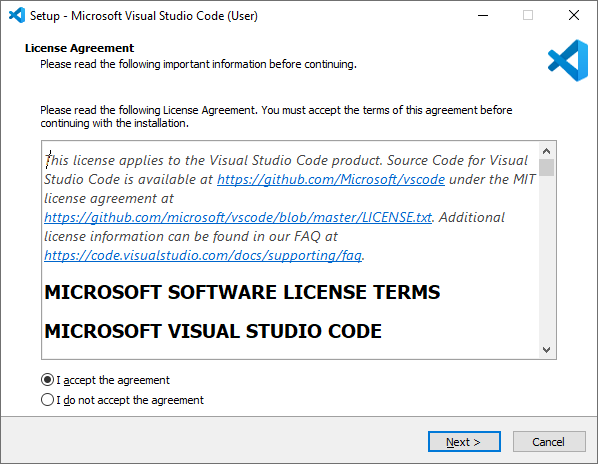 Setup - Microsoft Visual Studio Code (User)
License Agreement
Please read the following important information before continuing.
Please read the following License Agreement. You must accept the terms of this agreement before
continuing with the installation.
This license applies to the Visual Studio Code product. Source Code for Visual
Studio Code is available at https://github.com/Microsoft/vscode under the MIT
license agreement at
https://github.com/microsoft/vscode/blob/master/LICENSE.txt. Additional
license information can be found in our FAQ at
https://code.visualstudio.com/docs/supporting/faq.
MICROSOFT SOFTWARE LICENSE TERMS
MICROSOFT VISUAL STUDIO CODE
I accept the agreement
I do not accept the agreement
Next >
Cancel